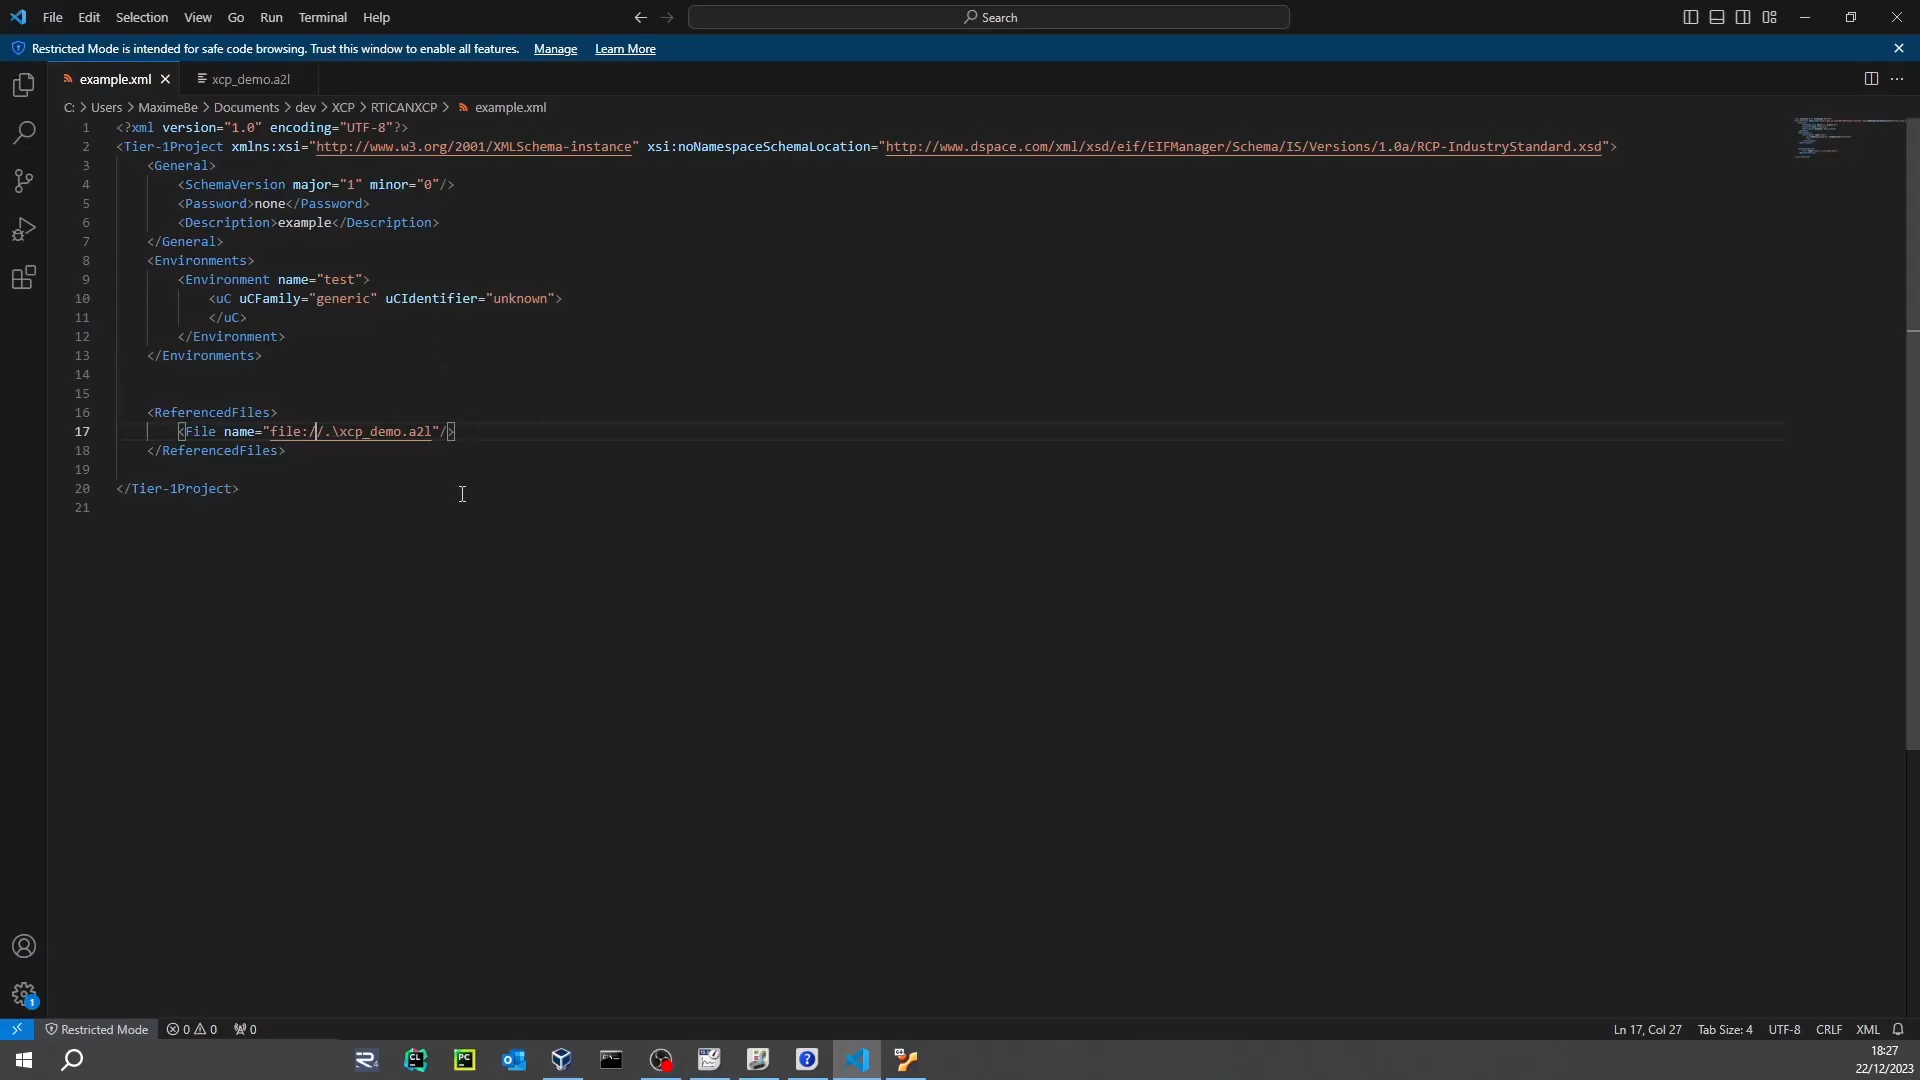 File Edit Selection View Go Run Terminal Help
Search
Restricted Mode is intended for safe code browsing. Trust this window to enable all features. Manage Learn More
example.xml xcp_demo.a2l
C: > Users > MaximeBe > Documents > dev > XCP > RTICANXCP > example.xml
1 <?xml version="1.0" encoding="UTF-8"?>
2 <Tier-1Project xmlns:xsi="http://www.w3.org/2001/XMLSchema-instance" xsi:noNamespaceSchemaLocation="http://www.dspace.com/xml/xsd/eif/EIFManager/Schema/IS/Versions/1.0a/RCP-IndustryStandard.xsd">
3 <General>
4 <SchemaVersion major="1" minor="0"/>
5 <Password>none</Password>
6 <Description>example</Description>
7 </General>
8 <Environments>
9 <Environment name="test">
10 <uC uCFamily="generic" uCIdentifier="unknown">
11 </uC>
12 </Environment>
13 </Environments>
14
15
16 <ReferencedFiles>
17 <File name="file://.\xcp_demo.a2l"/>
18 </ReferencedFiles>
19
20 </Tier-1Project>
21
1
Restricted Mode 0 0 0 Ln 17, Col 27 Tab Size: 4 UTF-8 CRLF XML
18:27
22/12/2023